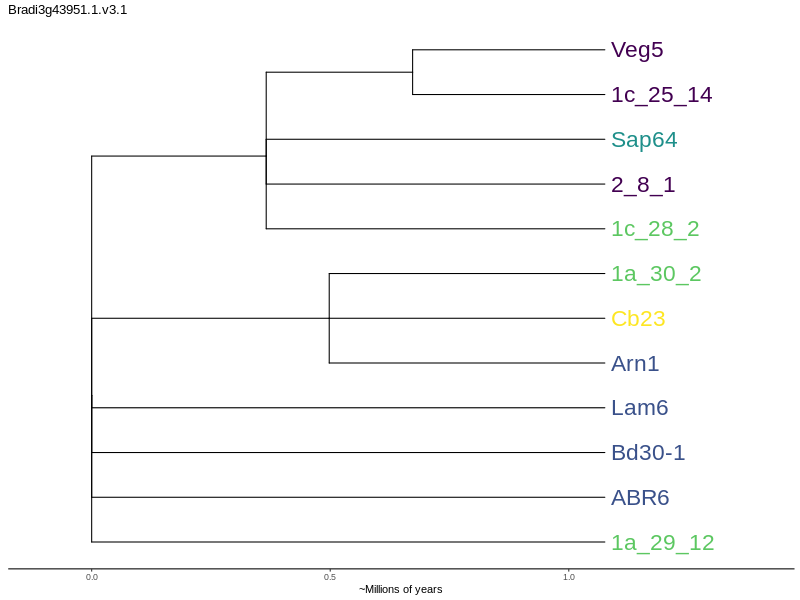 Bradi3g43951.1.v3.1
Veg5
1c_25_14
Sap64
2_8_1
1c_28_2
1a_30_2
Cb23
Arn1
Lam6
Bd30-1
ABR6
1a_29_12
0.0 0.5 1.0
~Millions of years